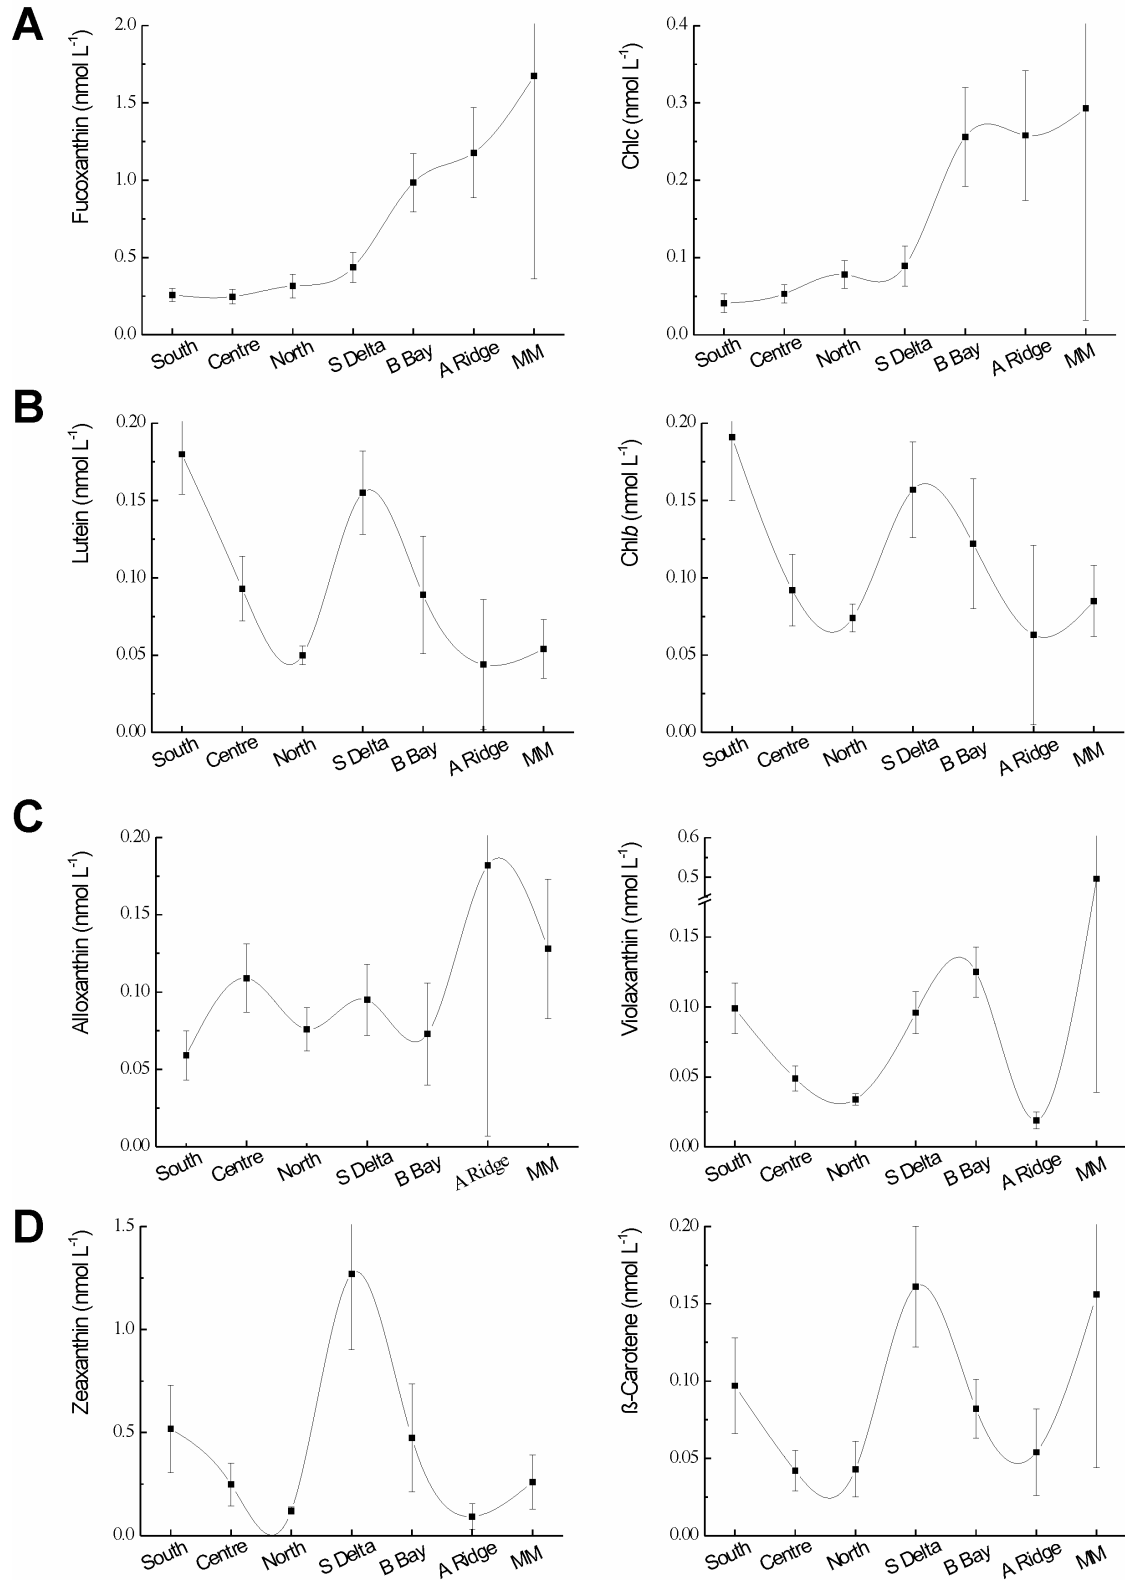 A
Fucoxanthin (nmol L-1)
2.0
1.5
1.0
0.5
0.0
South Centre North S Delta B Bay A Ridge MM
Chlc (nmol L-1)
0.4
0.3
0.2
0.1
0.0
South Centre North S Delta B Bay A Ridge MM
B
Lutein (nmol L-1)
0.20
0.15
0.10
0.05
0.00
South Centre North S Delta B Bay A Ridge MM
Chlb (nmol L-1)
0.20
0.15
0.10
0.05
0.00
South Centre North S Delta B Bay A Ridge MM
C
Alloxanthin (nmol L-1)
0.20
0.15
0.10
0.05
0.00
South Centre North S Delta B Bay A Ridge MM
Violaxanthin (nmol L-1)
0.6
0.5
0.15
0.10
0.05
0.00
South Centre North S Delta B Bay A Ridge MM
D
Zeaxanthin (nmol L-1)
1.5
1.0
0.5
0.0
South Centre North S Delta B Bay A Ridge MM
ß-Carotene (nmol L-1)
0.20
0.15
0.10
0.05
0.00
South Centre North S Delta B Bay A Ridge MM